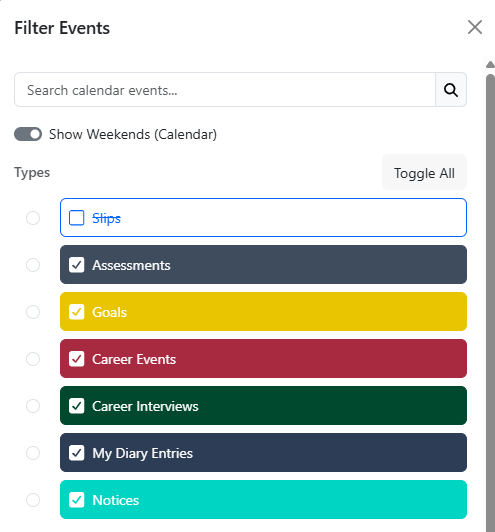 Filter Events
Search calendar events...
Show Weekends (Calendar)
Types
Toggle All
Slips
Assessments
Goals
Career Events
Career Interviews
My Diary Entries
Notices